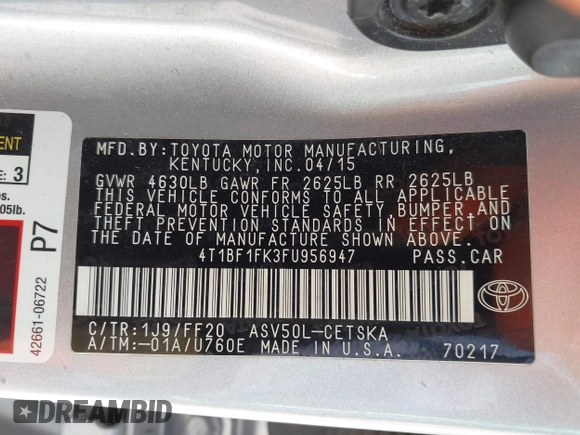 MFD. BY: TOYOTA MOTOR MANUFACTURING,
KENTUCKY, INC. 04/15
GVWR 4630LB GAWR FR 2625LB RR 2625LB
THIS VEHICLE CONFORMS TO ALL APPLICABLE
FEDERAL MOTOR VEHICLE SAFETY, BUMPER, AND
THEFT PREVENTION STANDARDS IN EFFECT ON
THE DATE OF MANUFACTURE SHOWN ABOVE.
4T1BF1FK3FU956947 PASS. CAR
C/TR: 1J9/FF20 ASV50L-CETSKA
A/TM: -01A/U760E MADE IN U.S.A. 70217
TOYOTA
3
05lb.
P7
42661-06722
DREAMBID